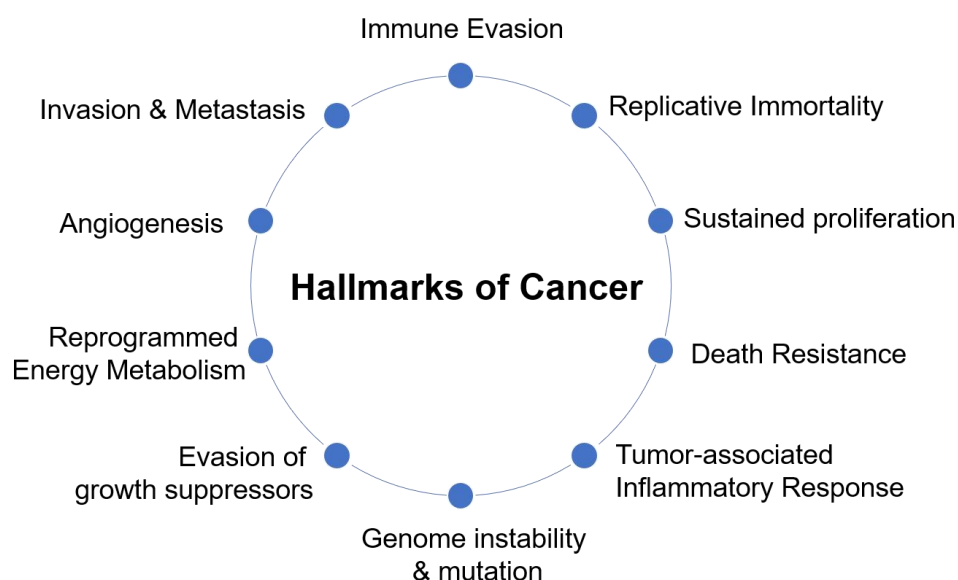 Immune Evasion
Invasion & Metastasis
Replicative Immortality
Angiogenesis
Sustained proliferation
Hallmarks of Cancer
Reprogrammed
Energy Metabolism
Death Resistance
Evasion of
growth suppressors
Tumor-associated
Inflammatory Response
Genome instability
& mutation